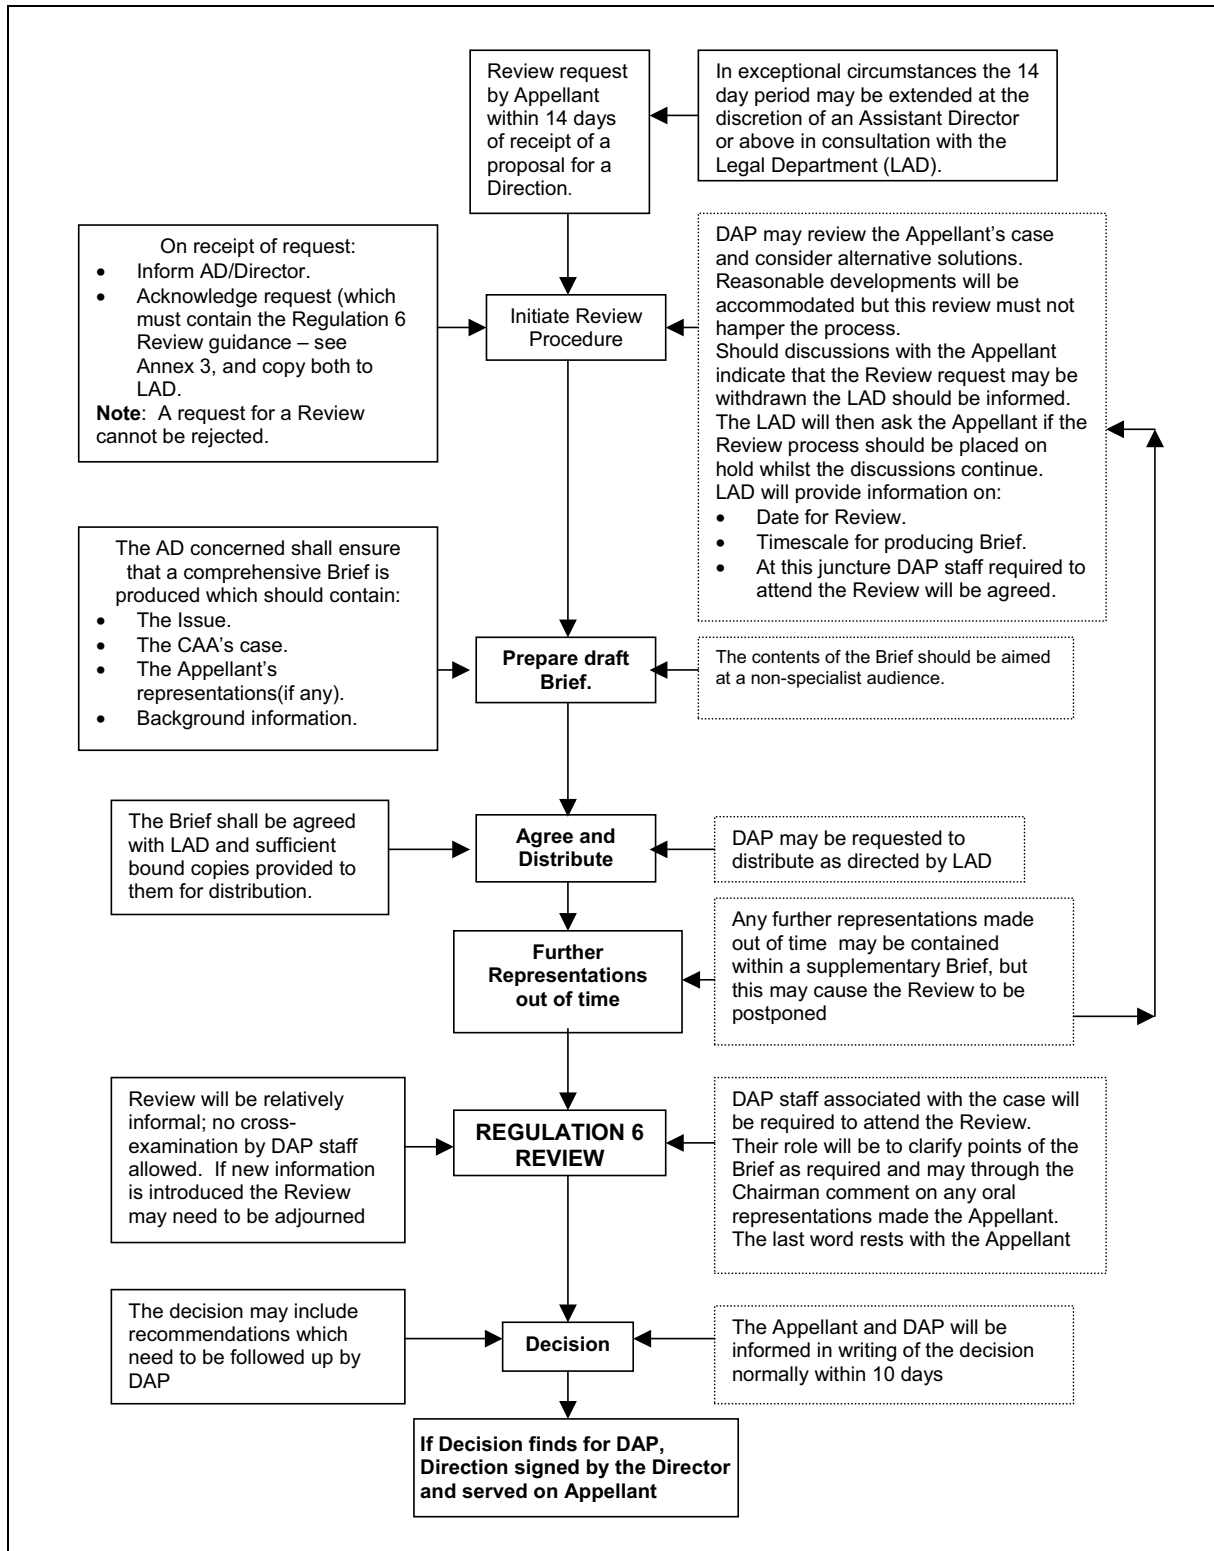 Review request
by Appellant
within 14 days
of receipt of a
proposal for a
Direction.
In exceptional circumstances the 14
day period may be extended at the
discretion of an Assistant Director
or above in consultation with the
Legal Department (LAD).
On receipt of request:
• Inform AD/Director.
• Acknowledge request (which
must contain the Regulation 6
Review guidance – see
Annex 3, and copy both to
LAD.
Note: A request for a Review
cannot be rejected.
Initiate Review
Procedure
DAP may review the Appellant’s case
and consider alternative solutions.
Reasonable developments will be
accommodated but this review must not
hamper the process.
Should discussions with the Appellant
indicate that the Review request may be
withdrawn the LAD should be informed.
The LAD will then ask the Appellant if the
Review process should be placed on
hold whilst the discussions continue.
LAD will provide information on:
• Date for Review.
• Timescale for producing Brief.
• At this juncture DAP staff required to
attend the Review will be agreed.
The AD concerned shall ensure
that a comprehensive Brief is
produced which should contain:
• The Issue.
• The CAA’s case.
• The Appellant’s
representations(if any).
• Background information.
Prepare draft
Brief.
The contents of the Brief should be aimed
at a non-specialist audience.
The Brief shall be agreed
with LAD and sufficient
bound copies provided to
them for distribution.
Agree and
Distribute
DAP may be requested to
distribute as directed by LAD
Further
Representations
out of time
Any further representations made
out of time may be contained
within a supplementary Brief, but
this may cause the Review to be
postponed
Review will be relatively
informal; no cross-
examination by DAP staff
allowed. If new information
is introduced the Review
may need to be adjourned
REGULATION 6
REVIEW
DAP staff associated with the case will
be required to attend the Review.
Their role will be to clarify points of the
Brief as required and may through the
Chairman comment on any oral
representations made the Appellant.
The last word rests with the Appellant
The decision may include
recommendations which
need to be followed up by
DAP
Decision
The Appellant and DAP will be
informed in writing of the decision
normally within 10 days
If Decision finds for DAP,
Direction signed by the Director
and served on Appellant